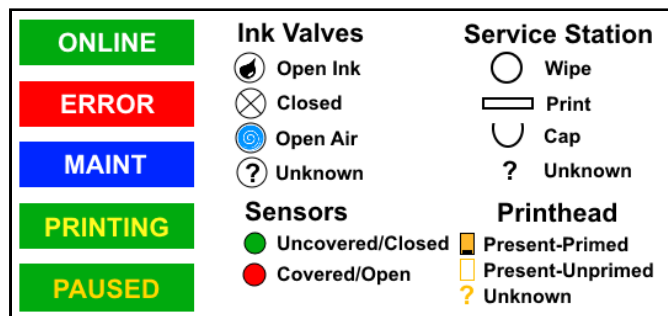 ONLINE
ERROR
MAINT
PRINTING
PAUSED
Ink Valves
Open Ink
Closed
Open Air
? Unknown
Sensors
Uncovered/Closed
Covered/Open
Service Station
Wipe
Print
Cap
? Unknown
Printhead
Present-Primed
Present-Unprimed
? Unknown